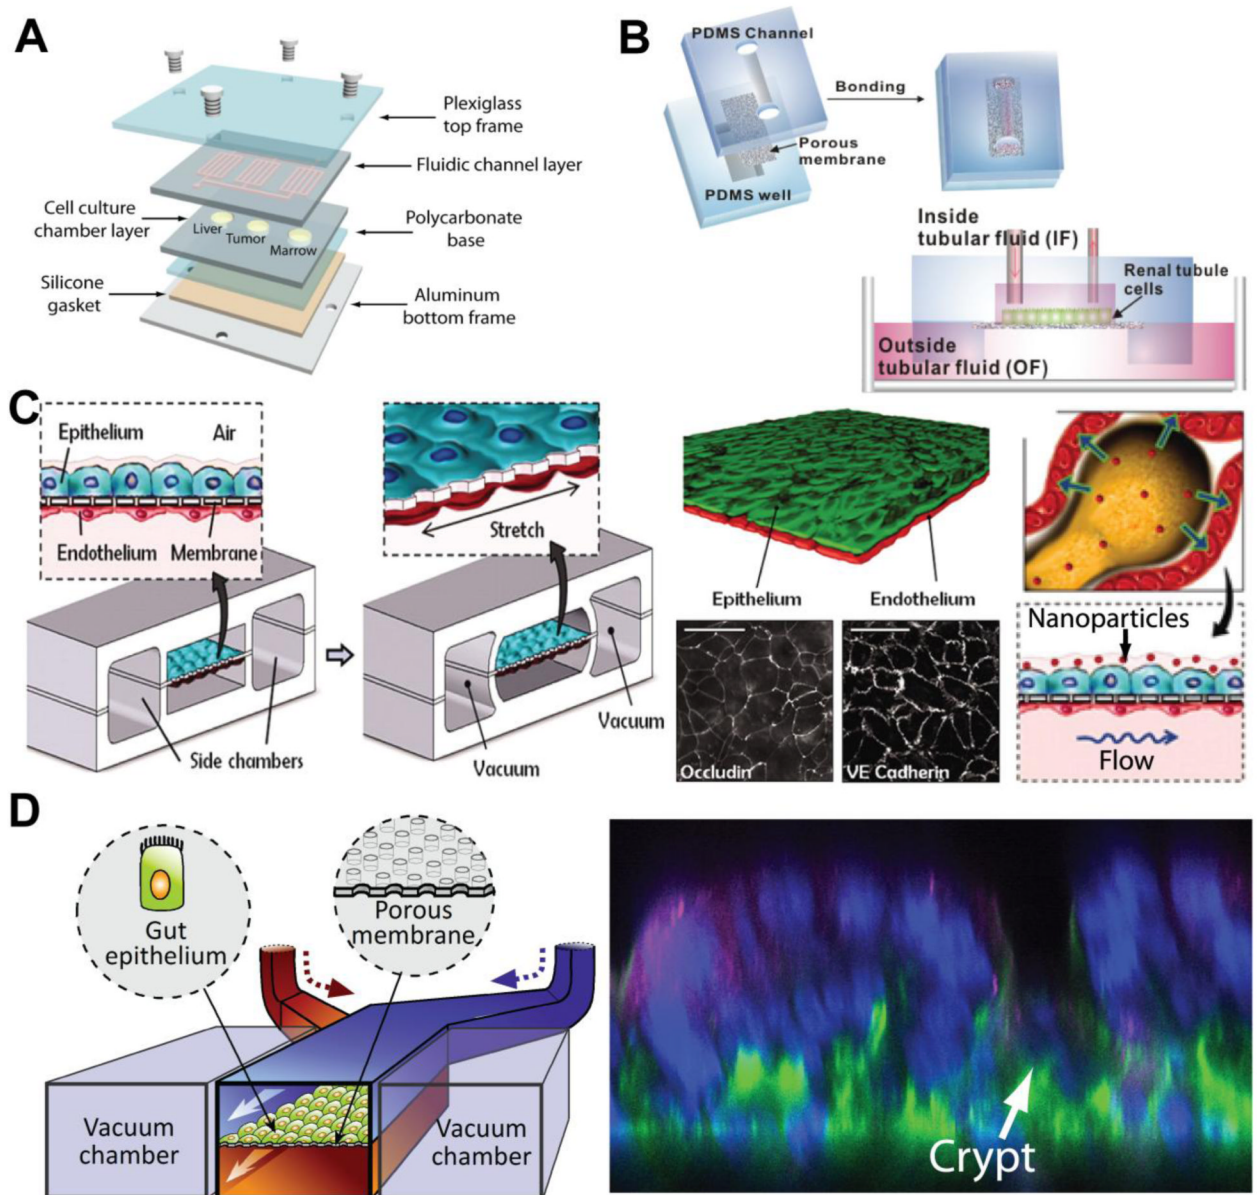 A
Plexiglass
top frame
Fluidic channel layer
Cell culture
chamber layer
Liver
Tumor
Marrow
Polycarbonate
base
Silicone
gasket
Aluminum
bottom frame
B
PDMS Channel
Bonding
Porous
membrane
PDMS well
Inside
tubular fluid (IF)
Renal tubule
cells
Outside
tubular fluid (OF)
C
Epithelium
Air
Endothelium
Membrane
Side chambers
Stretch
Vacuum
Vacuum
Epithelium
Endothelium
Occludin
VE Cadherin
Nanoparticles
Flow
D
Gut
epithelium
Porous
membrane
Vacuum
chamber
Vacuum
chamber
Crypt